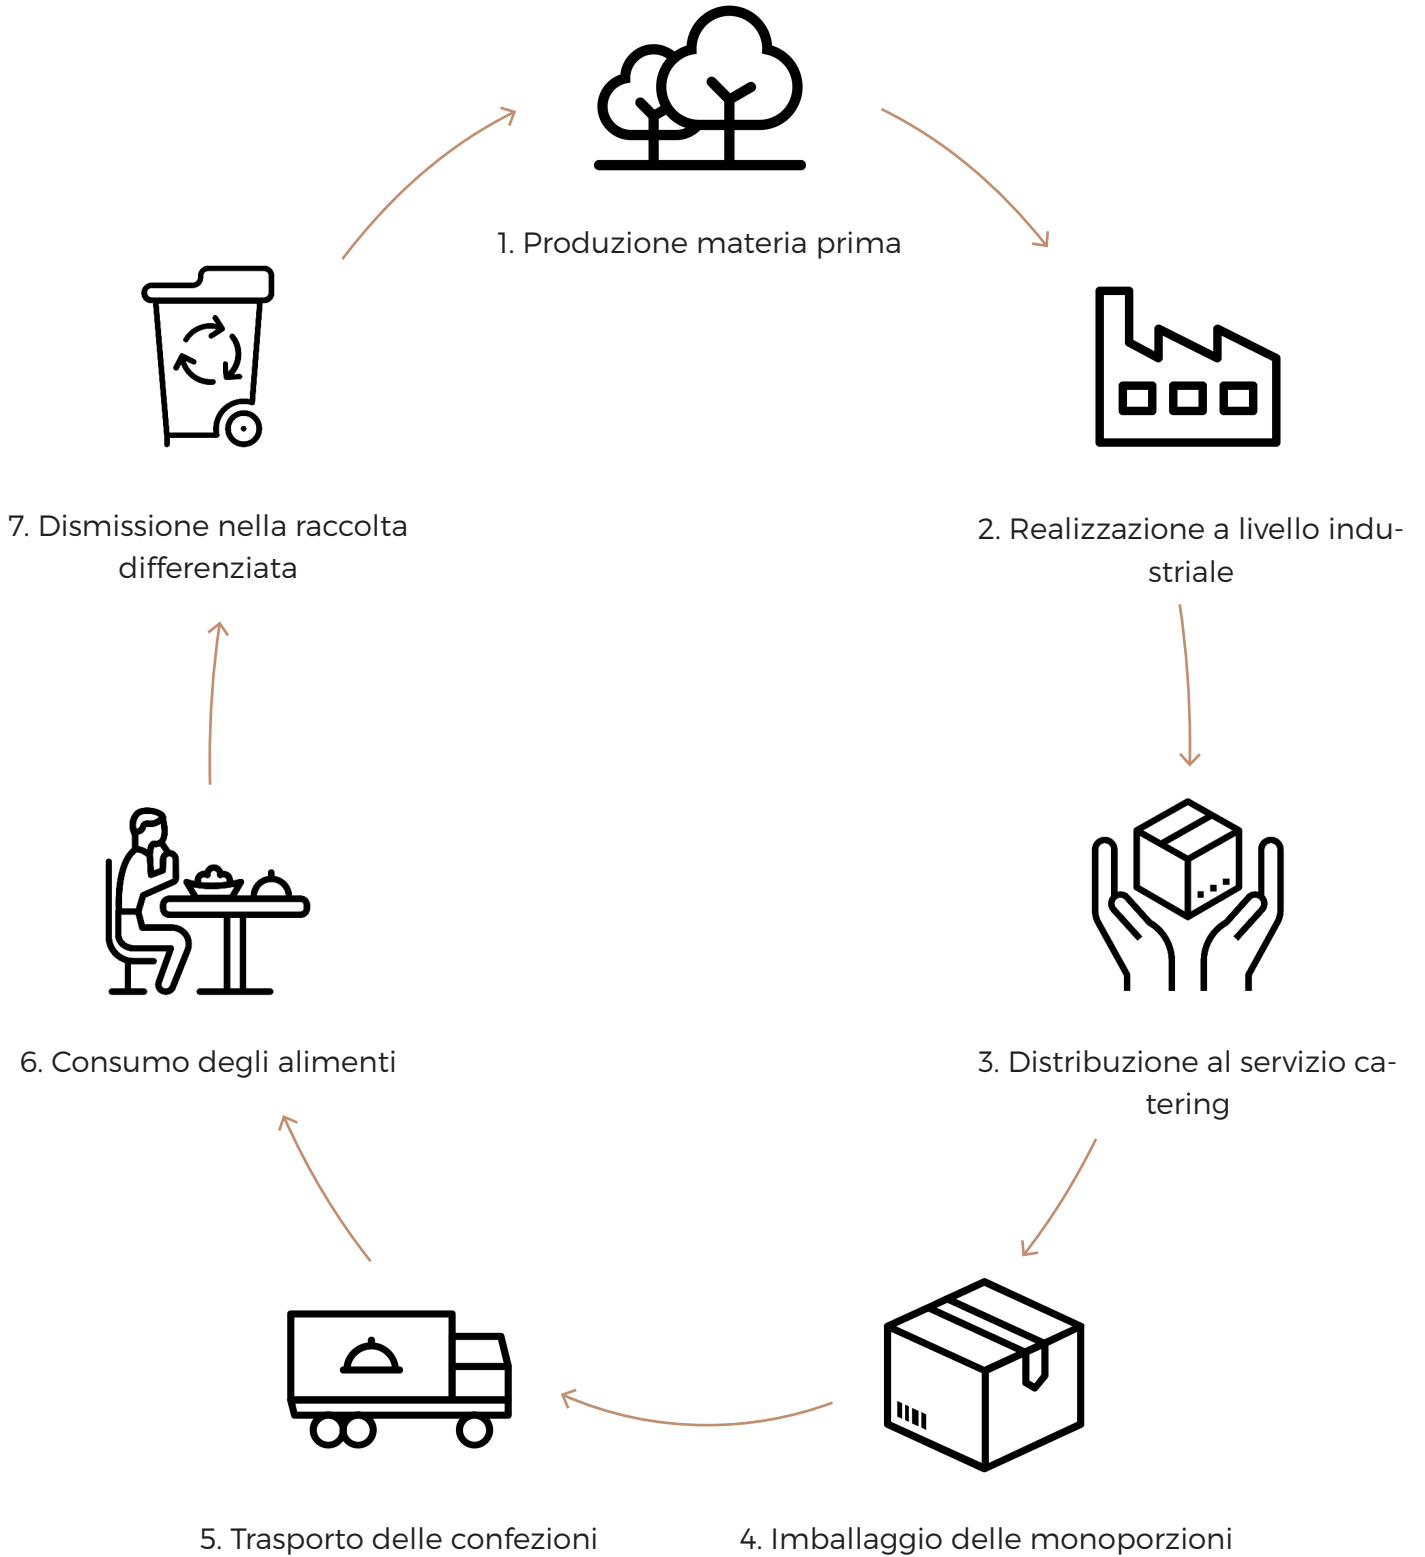 1. Produzione materia prima
2. Realizzazione a livello indu-
striale
3. Distribuzione al servizio ca-
tering
4. Imballaggio delle monoporzioni
5. Trasporto delle confezioni
6. Consumo degli alimenti
7. Dismissione nella raccolta
differenziata